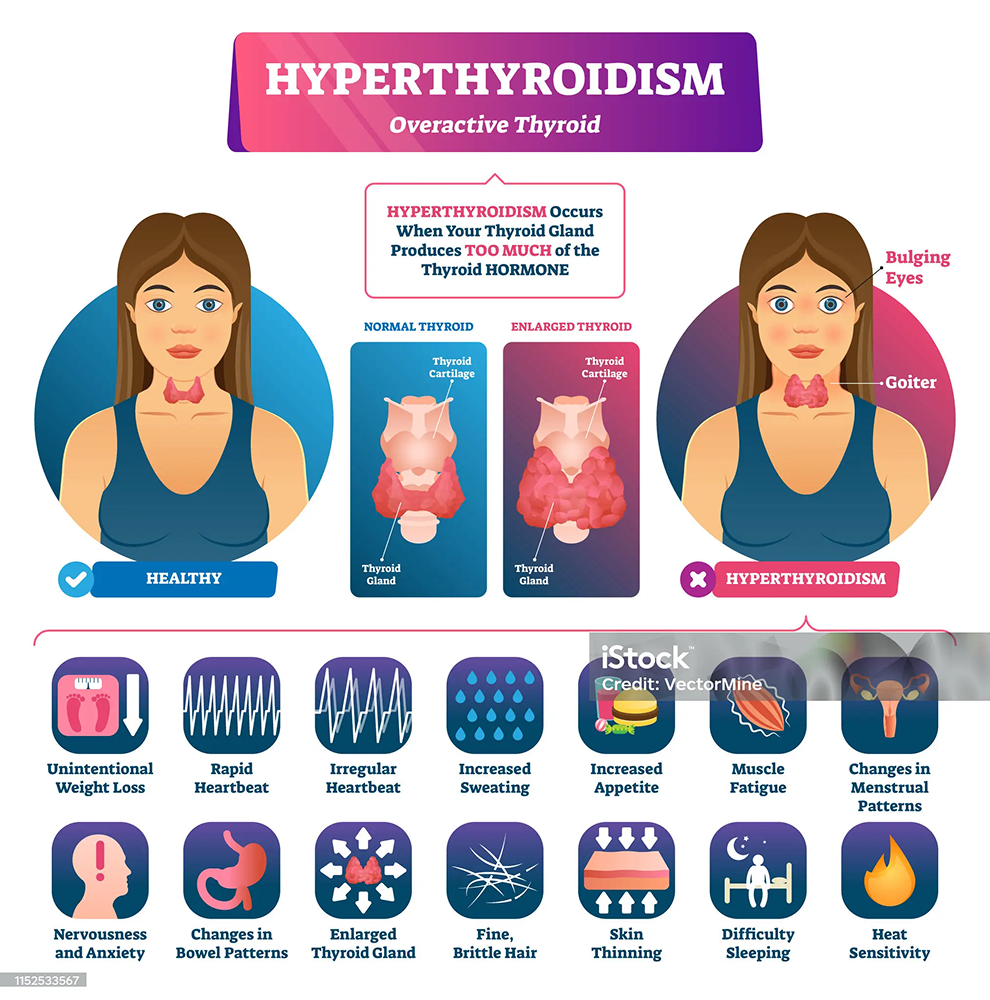 HYPERTHYROIDISM
Overactive Thyroid
HYPERTHYROIDISM Occurs
When Your Thyroid Gland
Produces TOO MUCH of the
Thyroid HORMONE
Bulging
Eyes
Goiter
NORMAL THYROID
Thyroid
Cartilage
Thyroid
Gland
ENLARGED THYROID
Thyroid
Cartilage
Thyroid
Gland
HEALTHY
HYPERTHYROIDISM
iStock™
Credit: VectorMine
Unintentional
Weight Loss
Rapid
Heartbeat
Irregular
Heartbeat
Increased
Sweating
Increased
Appetite
Muscle
Fatigue
Changes in
Menstrual
Patterns
Nervousness
and Anxiety
Changes in
Bowel Patterns
Enlarged
Thyroid Gland
Fine,
Brittle Hair
Skin
Thinning
Difficulty
Sleeping
Heat
Sensitivity
1152533567